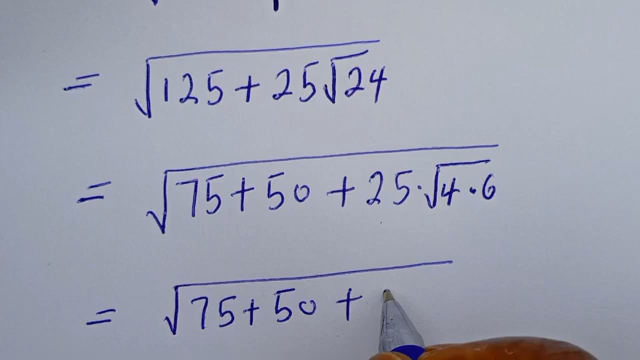 = √125 + 25√24
= √75 + 50 + 25·√4·6
= √75 + 50 +